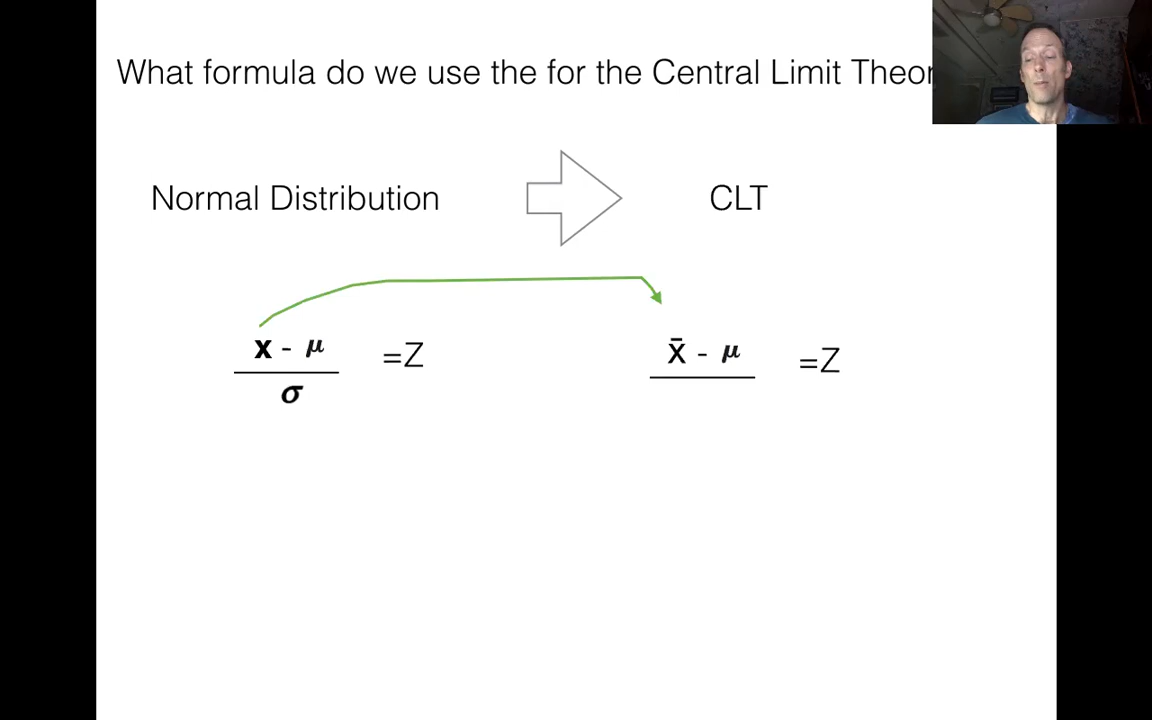 What formula do we use the for the Central Limit Theor
Normal Distribution
CLT
x - μ
σ
=Z
x̄ - μ
=Z